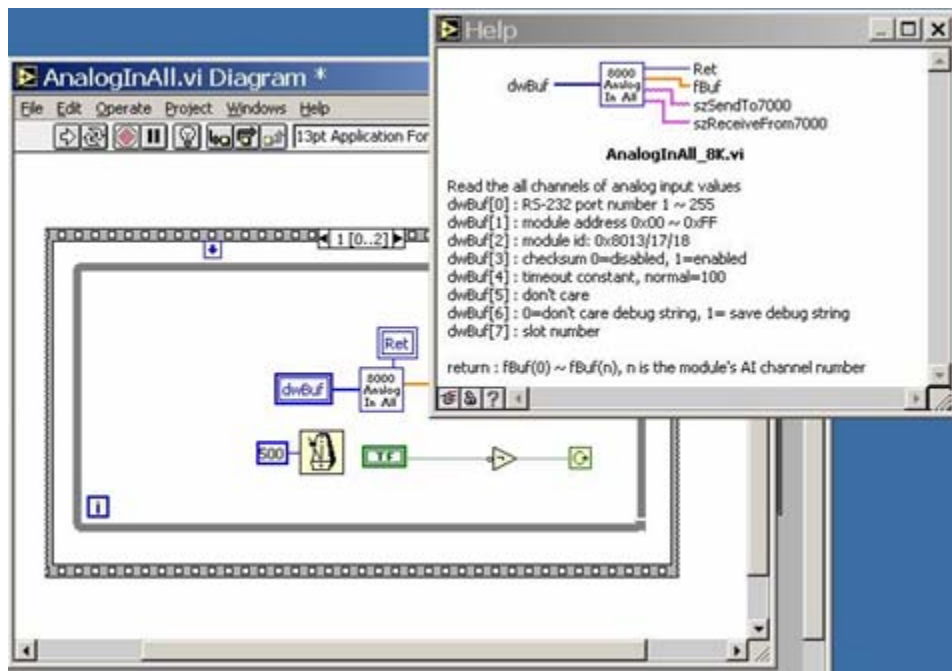 AnalogInAll.vi Diagram *
File Edit Operate Project Windows Help
13pt Application For
1 [0..2]
Ret
dwBuf
8000
Analog
In All
500
TF
i
Help
dwBuf
8000
Analog
In All
Ret
fBuf
szSendTo7000
szReceiveFrom7000
AnalogInAll_8K.vi
Read the all channels of analog input values
dwBuf[0] : RS-232 port number 1 ~ 255
dwBuf[1] : module address 0x00 ~ 0xFF
dwBuf[2] : module id: 0x8013/17/18
dwBuf[3] : checksum 0=disabled, 1=enabled
dwBuf[4] : timeout constant, normal=100
dwBuf[5] : don't care
dwBuf[6] : 0=don't care debug string, 1= save debug string
dwBuf[7] : slot number
return : fBuf(0) ~ fBuf(n), n is the module's AI channel number
?